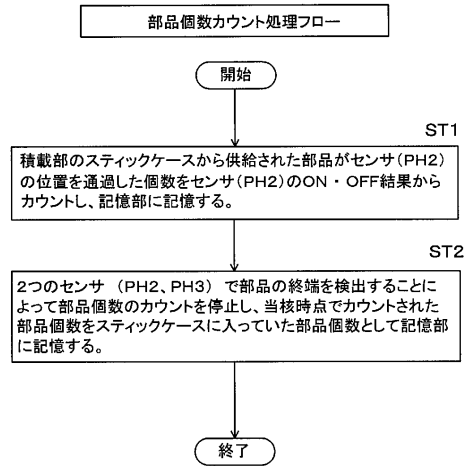 部品個数カウント処理フロー
開始
ST1
積載部のスティックケースから供給された部品がセンサ(PH2)
の位置を通過した個数をセンサ(PH2)のON・OFF結果から
カウントし、記憶部に記憶する。
ST2
2つのセンサ (PH2、PH3) で部品の終端を検出することに
よって部品個数のカウントを停止し、当核時点でカウントされた
部品個数をスティックケースに入っていた部品個数として記憶部
に記憶する。
終了